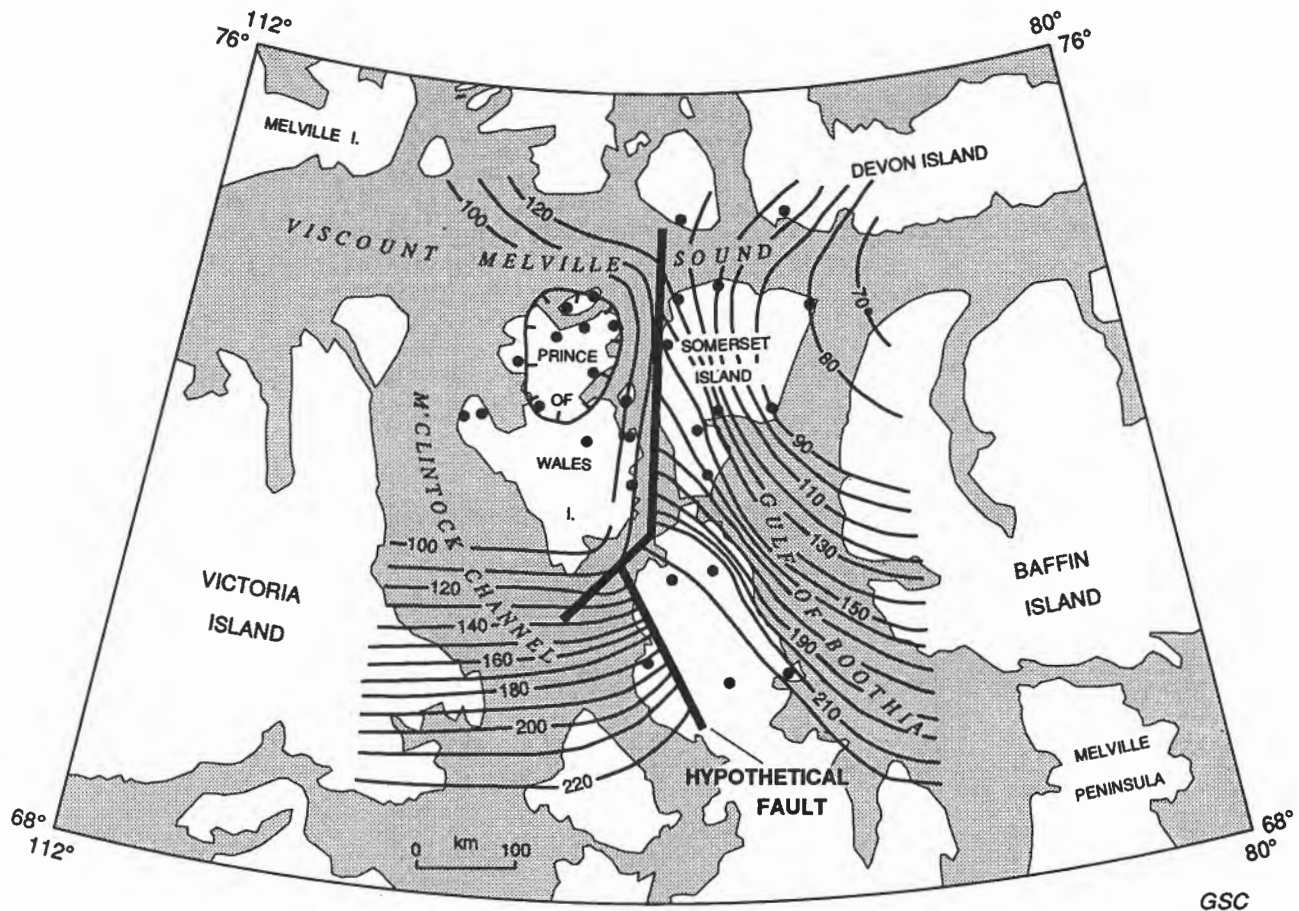 112°
76°
80°
76°
MELVILLE I.
DEVON ISLAND
120
100
VISCOUNT MELVILLE SOUND
70
PRINCE
OF
WALES
I.
SOMERSET
ISLAND
80
M'CLINTOCK CHANNEL
90
110
GULF OF BOOTHIA
130
100
120
140
160
180
200
220
150
190
210
VICTORIA
ISLAND
BAFFIN
ISLAND
HYPOTHETICAL
FAULT
MELVILLE
PENINSULA
0 km 100
68°
112°
68°
80°
GSC